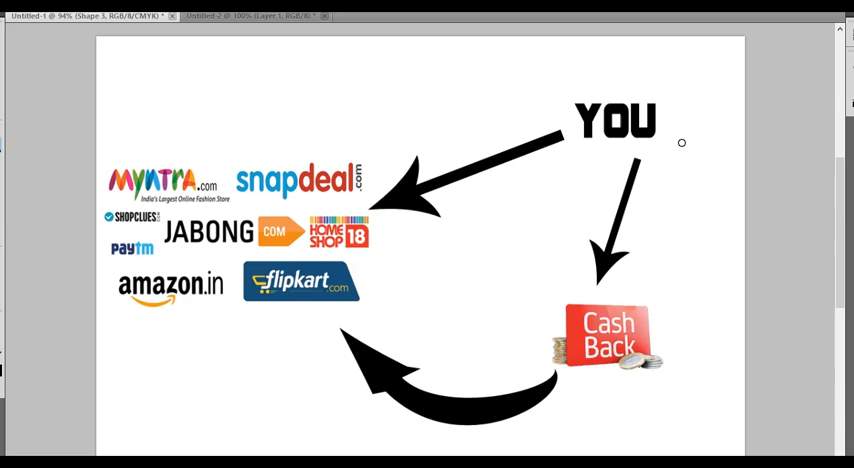 Untitled-1 @ 94% (Shape 3, RGB/8/CMYK) *
Untitled-2 @ 100% (Layer 1, RGB/8) *
YOU
Myntra.com
India's Largest Online Fashion Store
snapdeal.com
SHOPCLUES.COM
JABONG COM
HOME SHOP 18
Paytm
amazon.in
flipkart.com
Cash
Back